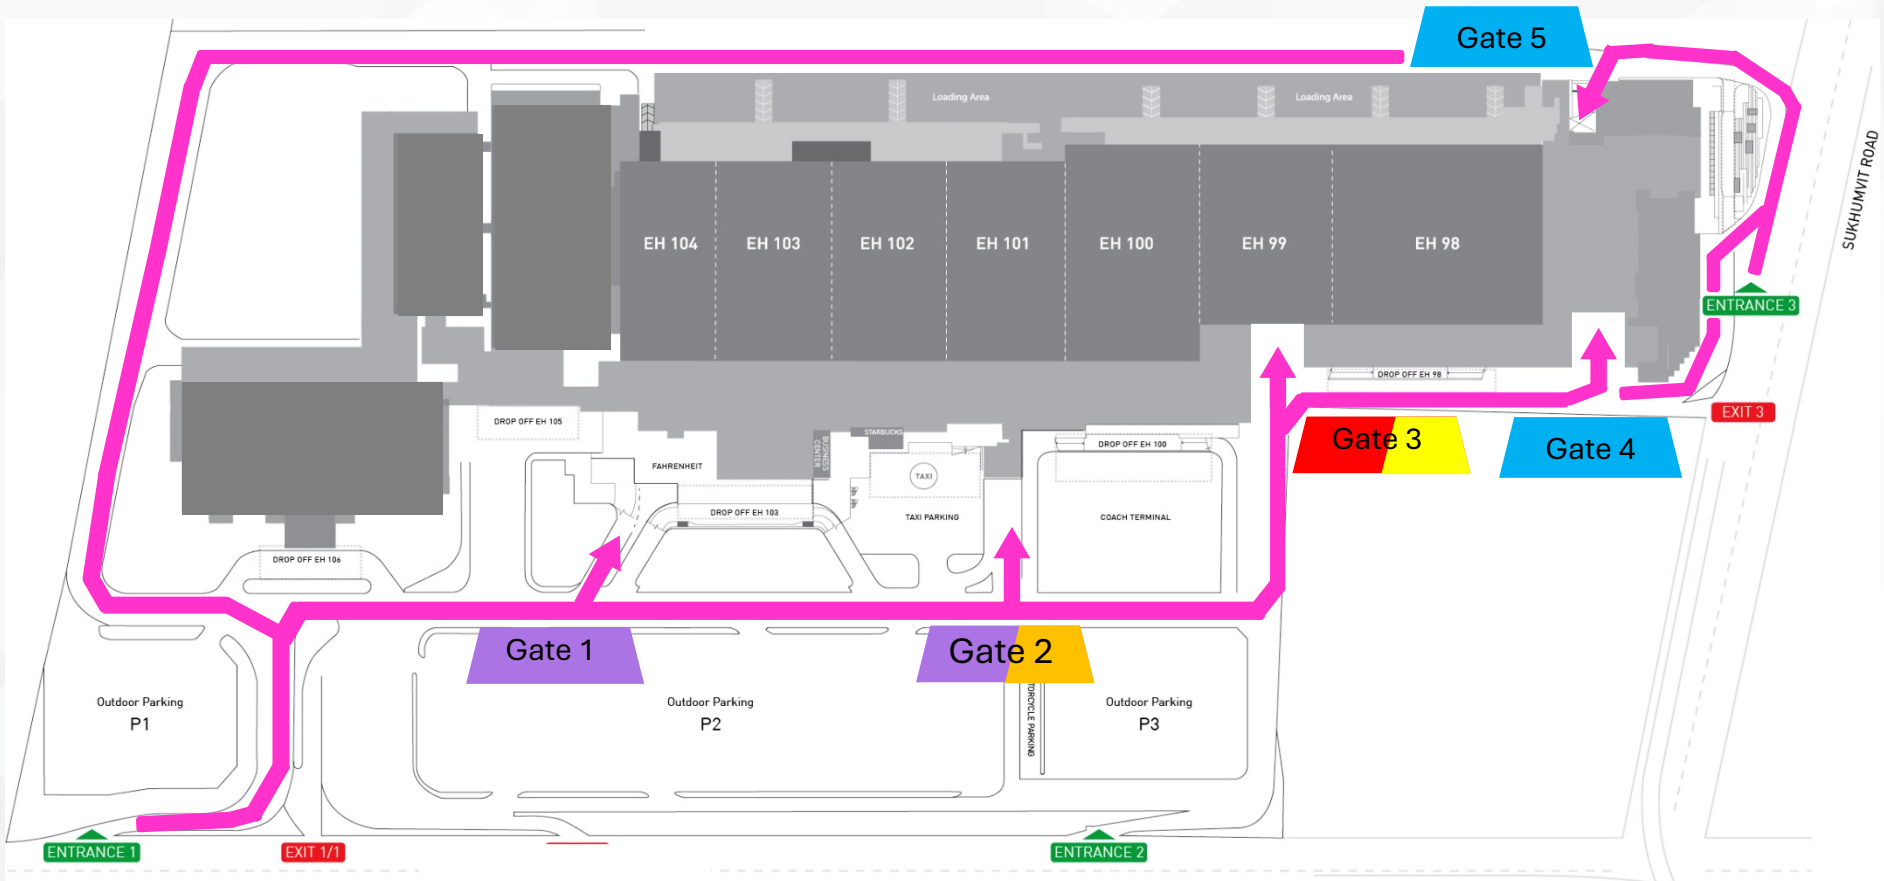 Gate 5
Loading Area
Loading Area
SUKHUMVIT ROAD
EH 104
EH 103
EH 102
EH 101
EH 100
EH 99
EH 98
ENTRANCE 3
DROP OFF EH 98
EXIT 3
DROP OFF EH 105
STARBUCKS
BUSINESS
CENTER
DROP OFF EH 100
Gate 3
Gate 4
FAHRENHEIT
TAXI
DROP OFF EH 103
TAXI PARKING
COACH TERMINAL
DROP OFF EH 106
Gate 1
Gate 2
Outdoor Parking
P1
Outdoor Parking
P2
Outdoor Parking
P3
PARKING
ENTRANCE 1
EXIT 1/1
ENTRANCE 2